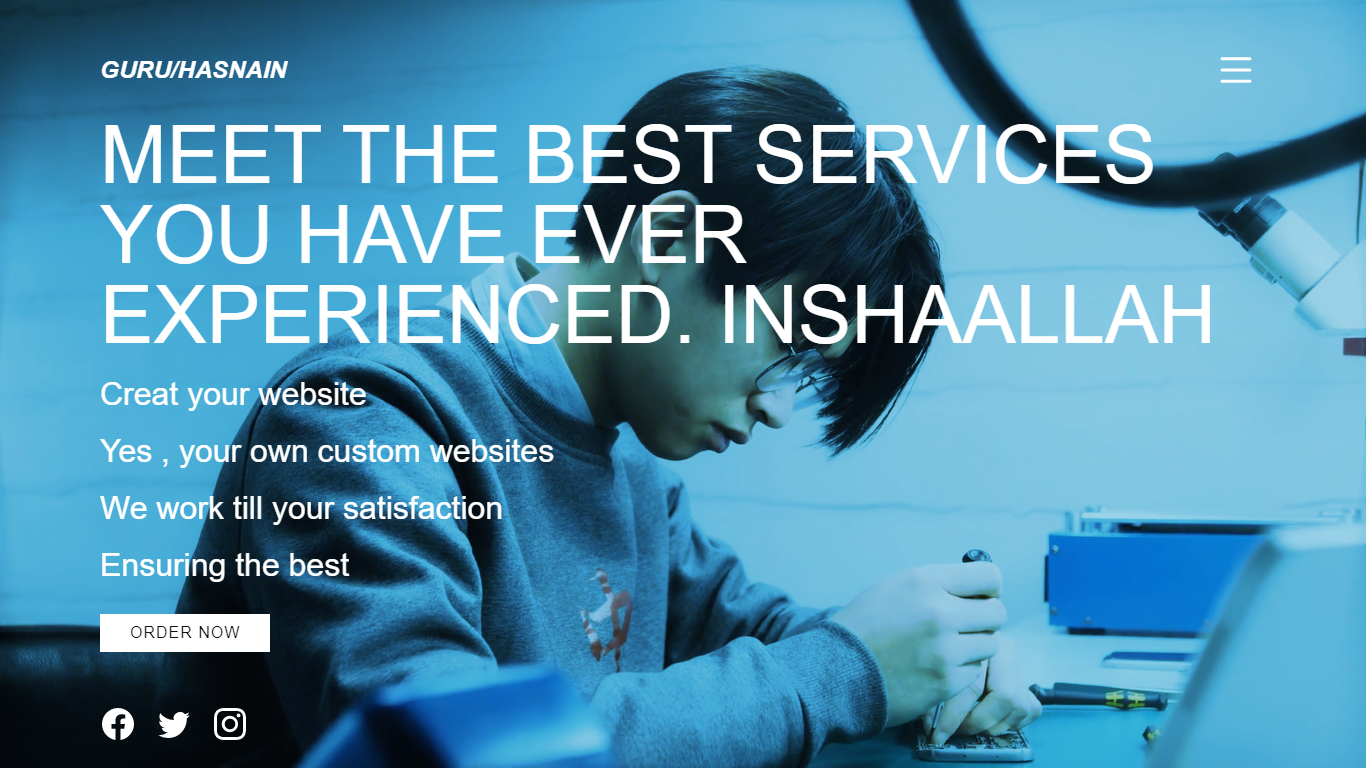 GURU/HASNAIN
MEET THE BEST SERVICES
YOU HAVE EVER
EXPERIENCED. INSHAALLAH
Creat your website
Yes , your own custom websites
We work till your satisfaction
Ensuring the best
ORDER NOW